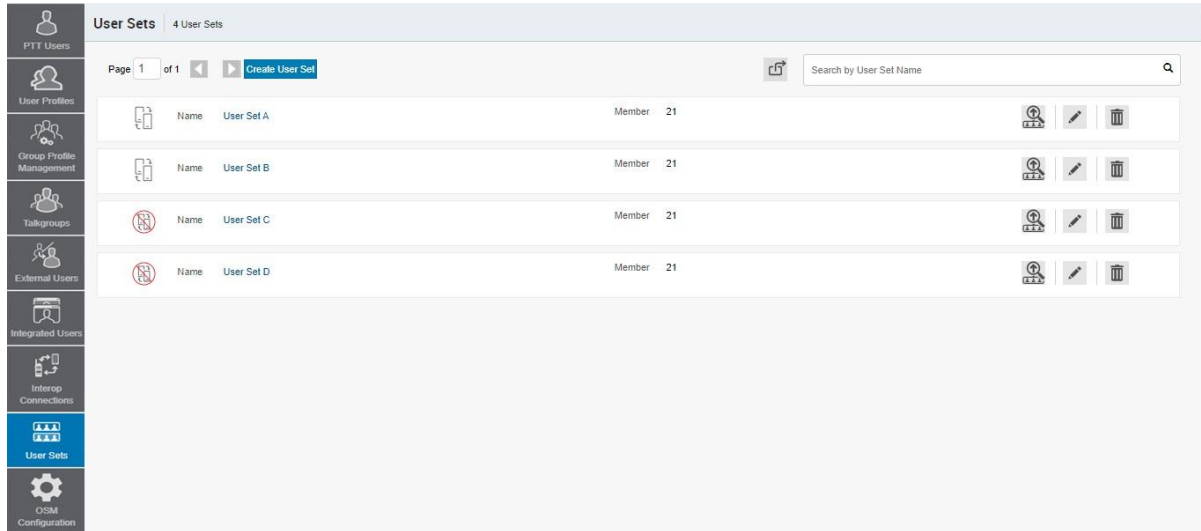 PTT Users
User Profiles
Group Profile
Management
Talkgroups
External Users
Integrated Users
Interop
Connections
User Sets
OSM
Configuration
User Sets 4 User Sets
Page 1 of 1 Create User Set Search by User Set Name
Name User Set A Member 21
Name User Set B Member 21
Name User Set C Member 21
Name User Set D Member 21